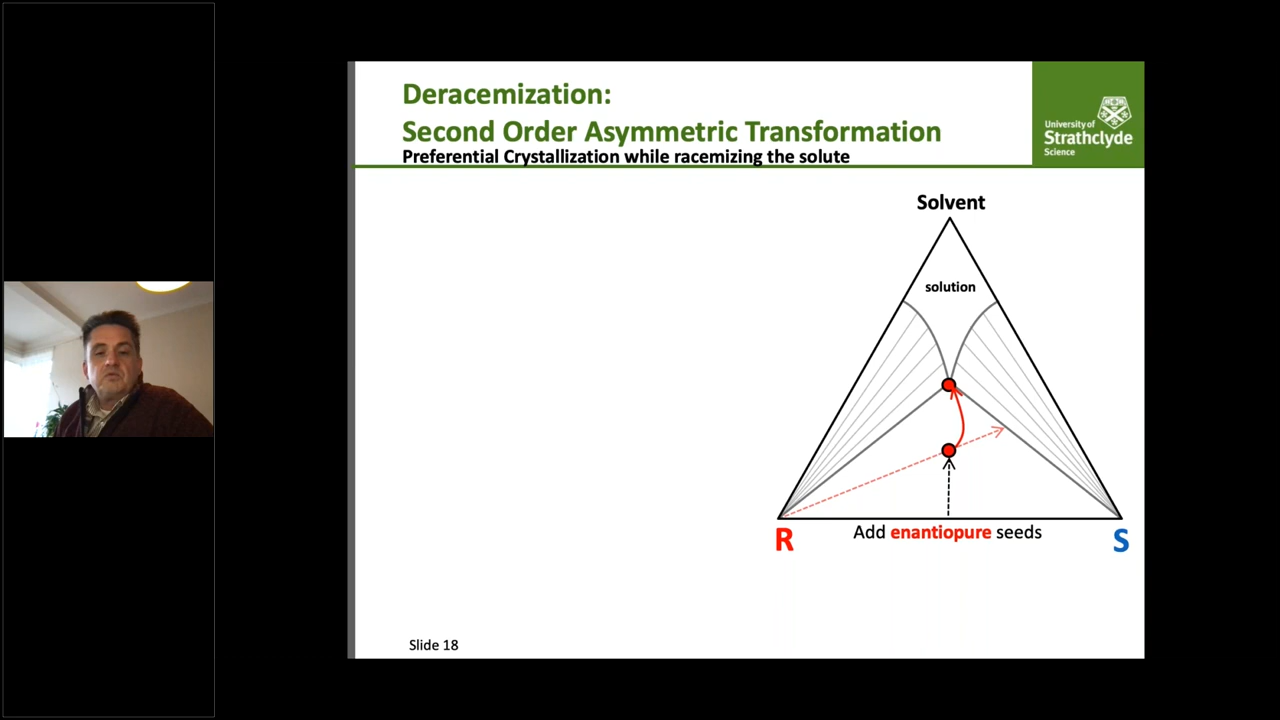 Deracemization:
Second Order Asymmetric Transformation
Preferential Crystallization while racemizing the solute
University of
Strathclyde
Science
Solvent
solution
R
Add enantiopure seeds
S
Slide 18